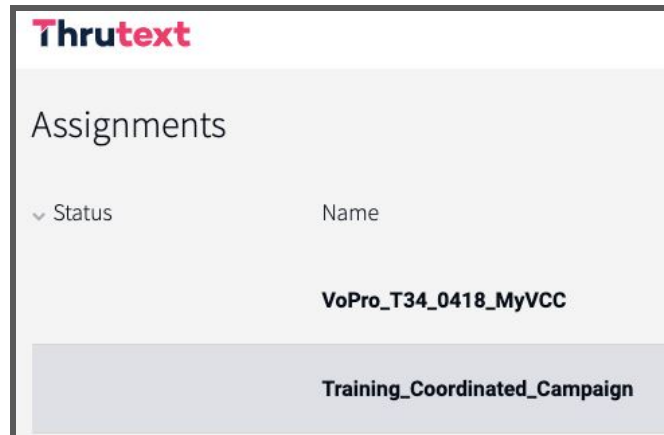 Thrutext
Assignments
Status Name
VoPro_T34_0418_MyVCC
Training_Coordinated_Campaign